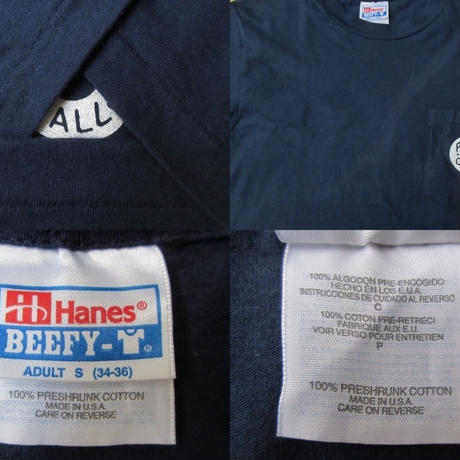 ALL
Hanes
BEEFY-T
Hanes®
BEEFY-T®
ADULT S (34-36)
100% PRESHRUNK COTTON
MADE IN U.S.A.
CARE ON REVERSE
100% ALGODON PRE-ENCOGIDO
HECHO EN LOS E.U.A.
INSTRUCCIONES DE CUIDADO AL REVERSO
C
100% COTON PRE-RETRECI
FABRIQUE AUX E.U.
VOIR VERSO POUR ENTRETIEN
P
100% PRESHRUNK COTTON
MADE IN U.S.A.
CARE ON REVERSE